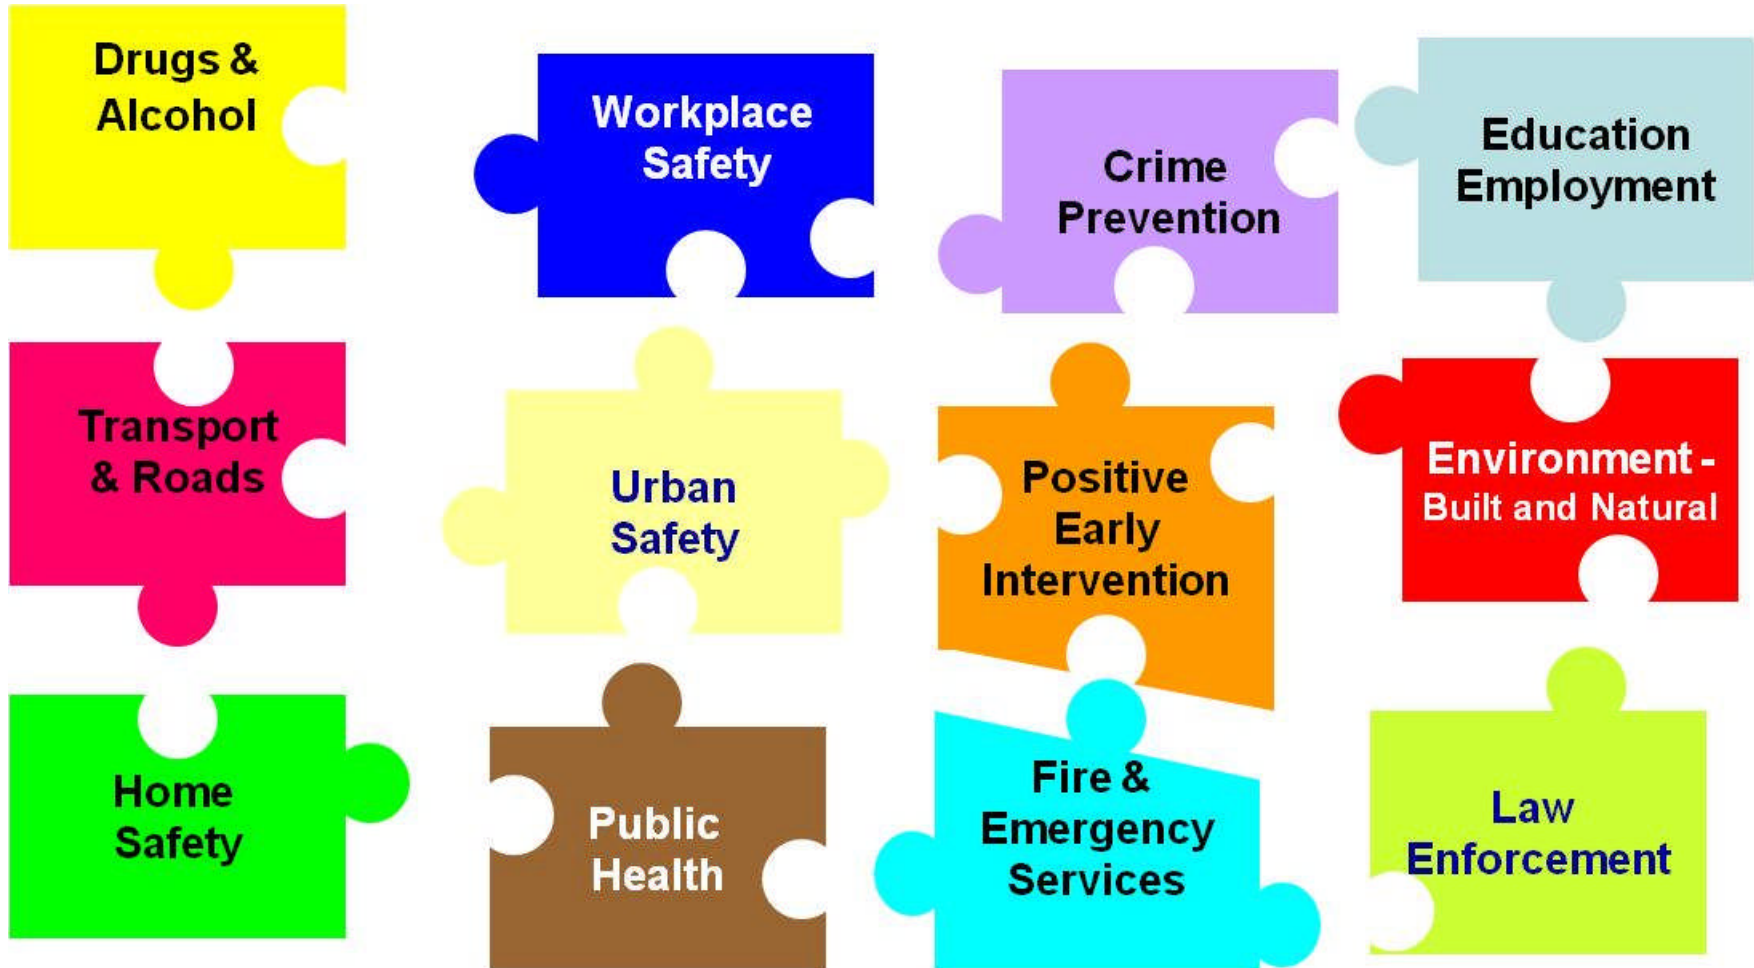 Drugs &
Alcohol
Workplace
Safety
Crime
Prevention
Education
Employment
Transport
& Roads
Urban
Safety
Positive
Early
Intervention
Environment -
Built and Natural
Home
Safety
Public
Health
Fire &
Emergency
Services
Law
Enforcement